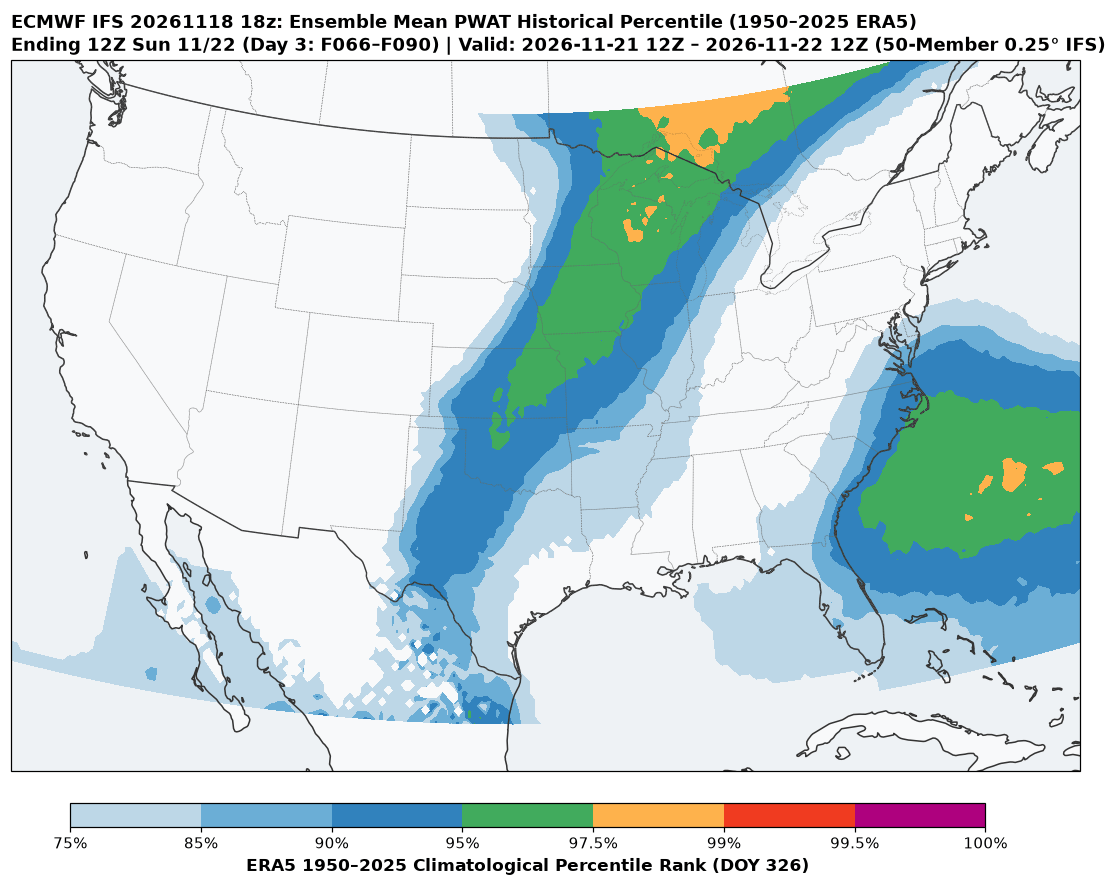 ECMWF IFS 20261118 18z: Ensemble Mean PWAT Historical Percentile (1950–2025 ERA5)
Ending 12Z Sun 11/22 (Day 3: F066–F090) | Valid: 2026-11-21 12Z – 2026-11-22 12Z (50-Member 0.25° IFS)
75% 85% 90% 95% 97.5% 99% 99.5% 100%
ERA5 1950–2025 Climatological Percentile Rank (DOY 326)